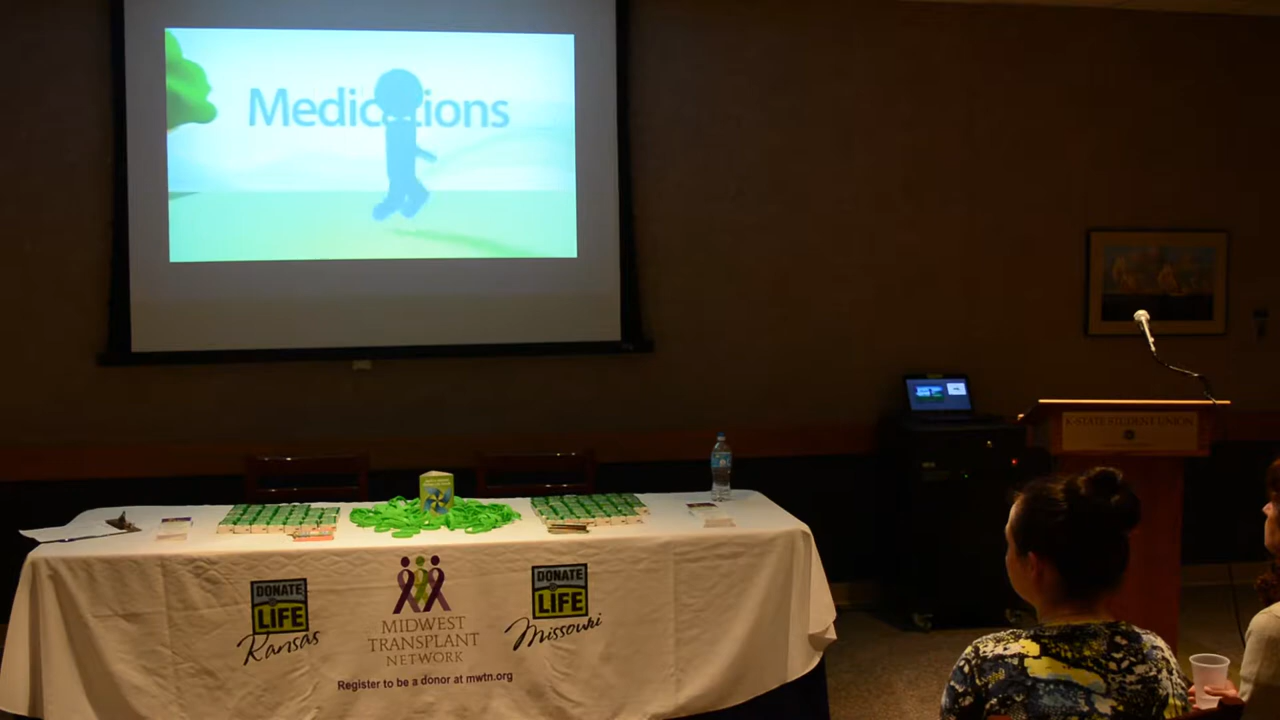 Medications
K-STATE STUDENT UNION
DONATE
LiFE
Kansas
MIDWEST
TRANSPLANT
NETWORK
DONATE
LiFE
Missouri
Register to be a donor at mwtn.org